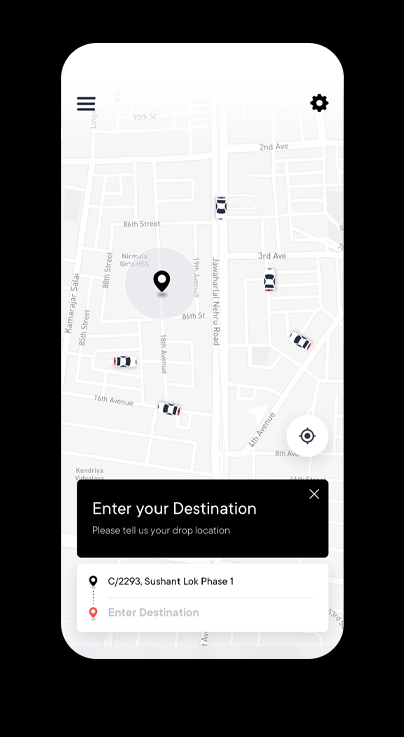 95th St
2nd Ave
86th Street
Nirmala
Girls HSS
3rd Ave
88th Street
19th Avenue
Jawaharlal Nehru Road
Kamarajar Salai
86th St
85th Street
18th Avenue
16th Avenue
4th Avenue
8th Ave
Kendriya
Vidyalaya
Enter your Destination
Please tell us your drop location
C/2293, Sushant Lok Phase 1
Enter Destination